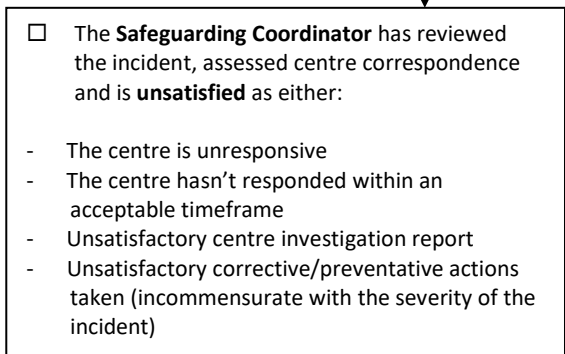 ☐ The Safeguarding Coordinator has reviewed
the incident, assessed centre correspondence
and is unsatisfied as either:
- The centre is unresponsive
- The centre hasn’t responded within an
acceptable timeframe
- Unsatisfactory centre investigation report
- Unsatisfactory corrective/preventative actions
taken (incommensurate with the severity of the
incident)